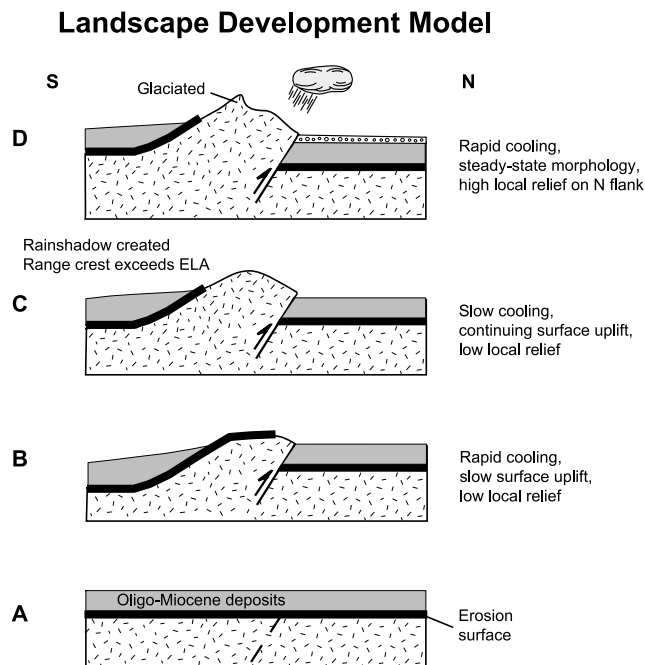 Landscape Development Model
S
N
Glaciated
D
Rapid cooling,
steady-state morphology,
high local relief on N flank
Rainshadow created
Range crest exceeds ELA
C
Slow cooling,
continuing surface uplift,
low local relief
B
Rapid cooling,
slow surface uplift,
low local relief
A
Oligo-Miocene deposits
Erosion
surface